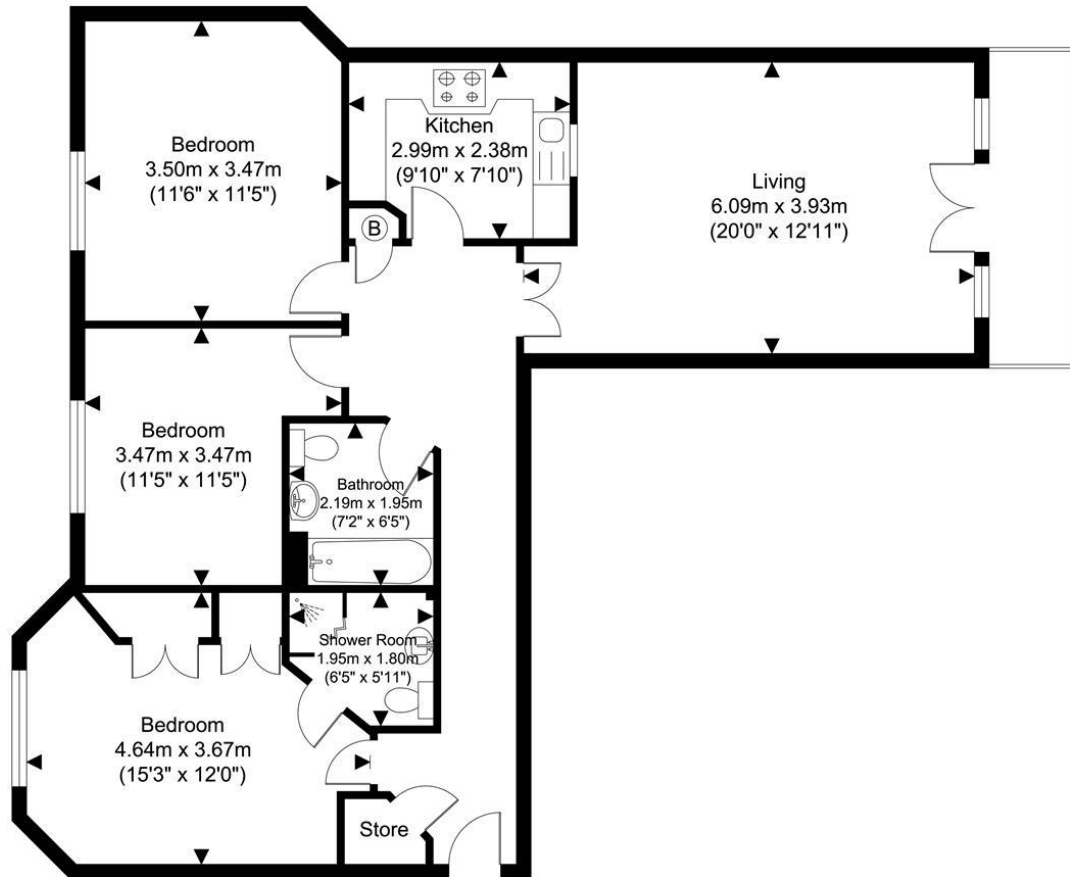 Bedroom
3.50m x 3.47m
(11'6" x 11'5")
Kitchen
2.99m x 2.38m
(9'10" x 7'10")
Living
6.09m x 3.93m
(20'0" x 12'11")
B
Bedroom
3.47m x 3.47m
(11'5" x 11'5")
Bathroom
2.19m x 1.95m
(7'2" x 6'5")
Shower Room
1.95m x 1.80m
(6'5" x 5'11")
Bedroom
4.64m x 3.67m
(15'3" x 12'0")
Store